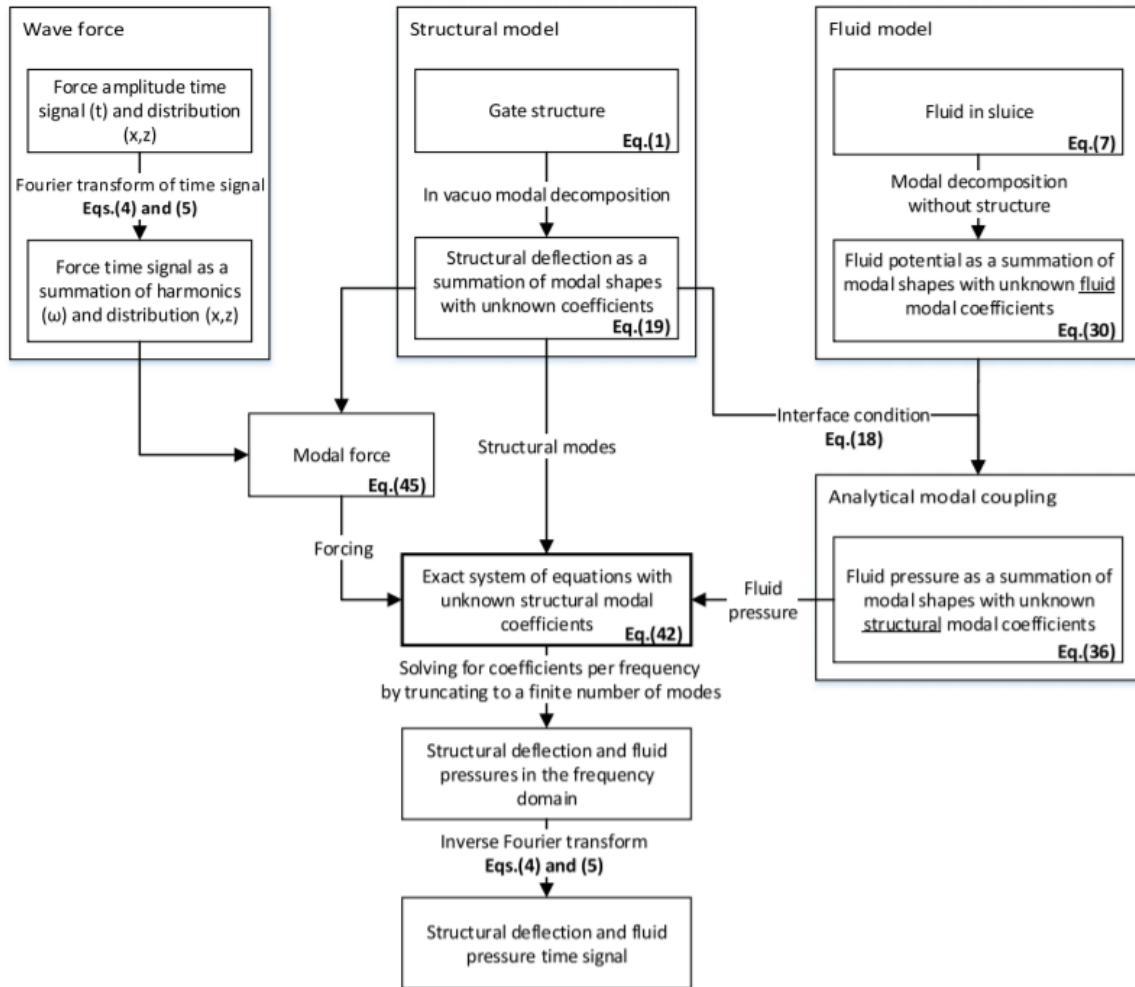 Wave force
Force amplitude time
signal (t) and distribution
(x,z)
Fourier transform of time signal
Eqs.(4) and (5)
Force time signal as a
summation of harmonics
(ω) and distribution (x,z)
Structural model
Gate structure
Eq.(1)
In vacuo modal decomposition
Structural deflection as a
summation of modal shapes
with unknown coefficients
Eq.(19)
Fluid model
Fluid in sluice
Eq.(7)
Modal decomposition
without structure
Fluid potential as a summation of
modal shapes with unknown fluid
modal coefficients
Eq.(30)
Modal force
Eq.(45)
Structural modes
Interface condition
Eq.(18)
Forcing
Analytical modal coupling
Fluid pressure as a summation of
modal shapes with unknown
structural modal coefficients
Eq.(36)
Fluid
pressure
Exact system of equations with
unknown structural modal
coefficients
Eq.(42)
Solving for coefficients per frequency
by truncating to a finite number of modes
Structural deflection and fluid
pressures in the frequency
domain
Inverse Fourier transform
Eqs.(4) and (5)
Structural deflection and fluid
pressure time signal